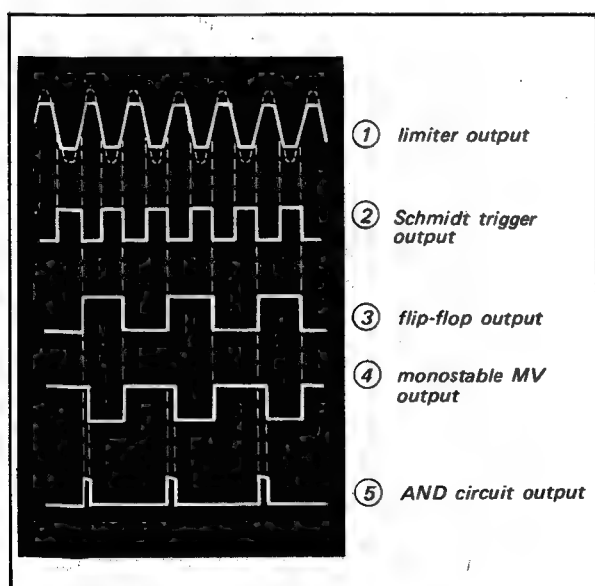 ① limiter output
② Schmidt trigger
output
③ flip-flop output
④ monostable MV
output
⑤ AND circuit output